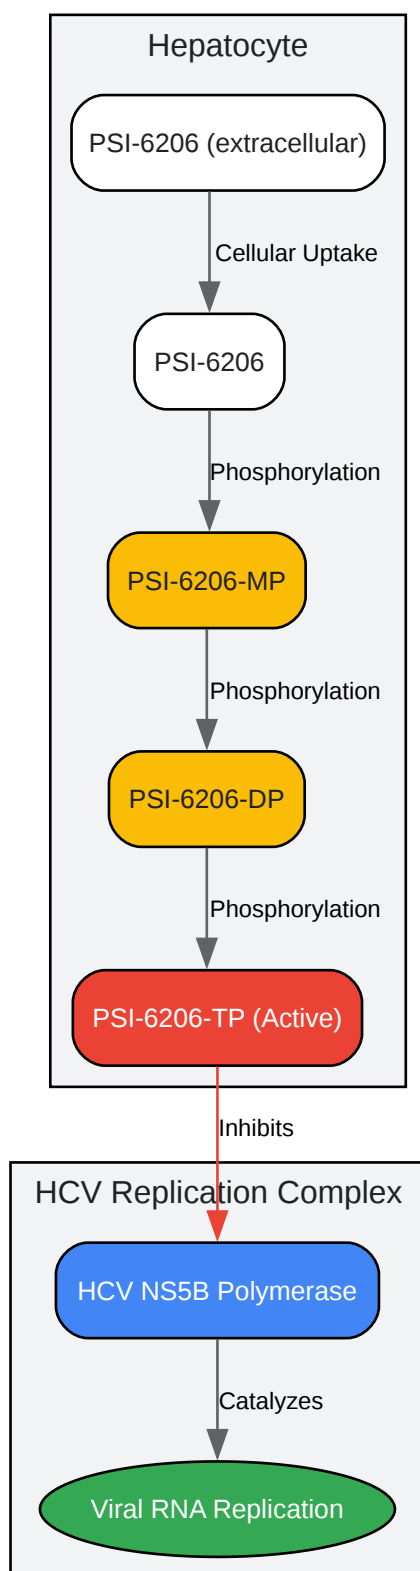 Hepatocyte
PSI-6206 (extracellular)
Cellular Uptake
PSI-6206
Phosphorylation
PSI-6206-MP
Phosphorylation
PSI-6206-DP
Phosphorylation
PSI-6206-TP (Active)
Inhibits
HCV Replication Complex
HCV NS5B Polymerase
Catalyzes
Viral RNA Replication